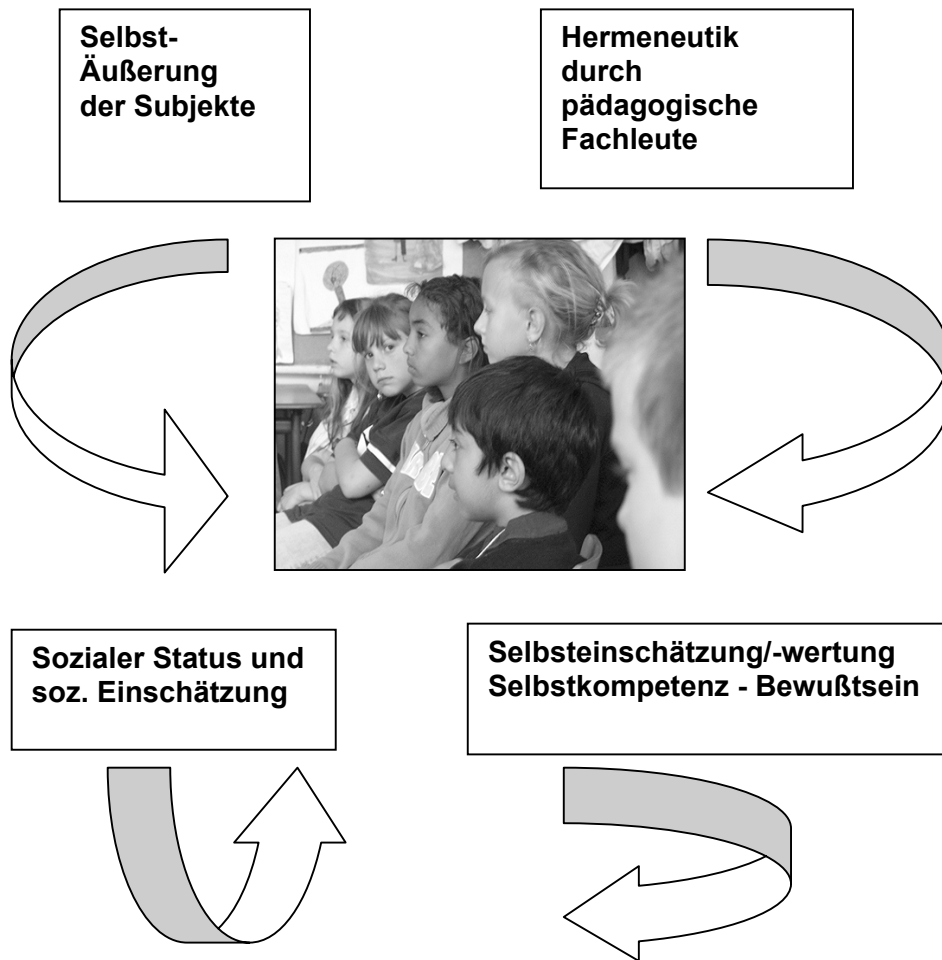 Selbst-
Äußerung
der Subjekte
Hermeneutik
durch
pädagogische
Fachleute
Sozialer Status und
soz. Einschätzung
Selbsteinschätzung/-wertung
Selbstkompetenz - Bewußtsein